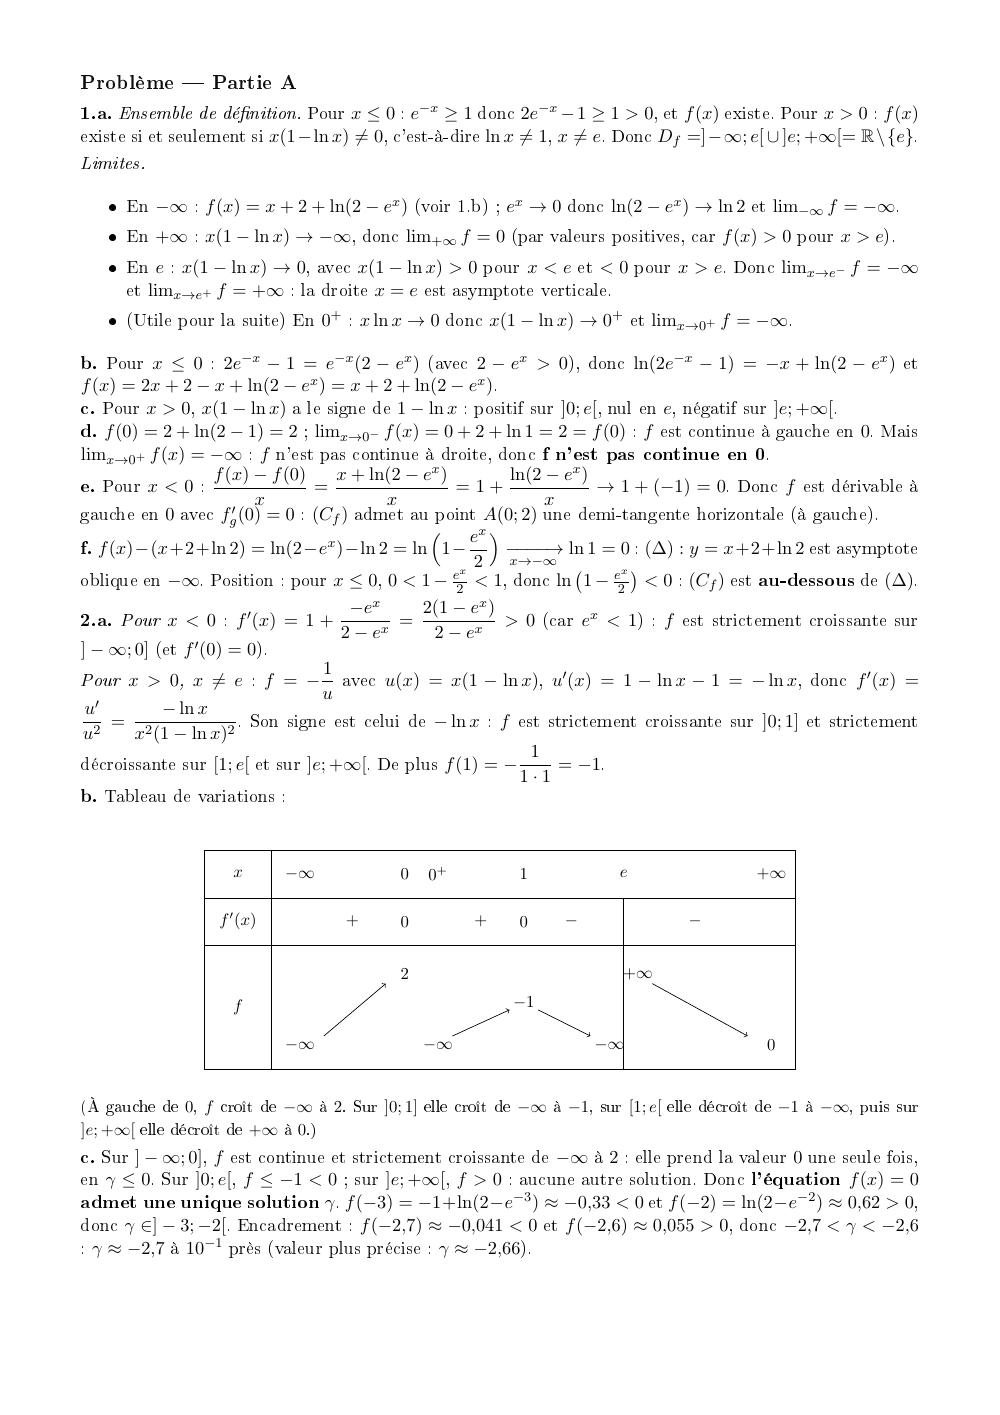 Problème — Partie A
1.a. Ensemble de définition. Pour x ≤ 0 : e^{−x} ≥ 1 donc 2e^{−x} − 1 ≥ 1 > 0, et f(x) existe. Pour x > 0 : f(x)
existe si et seulement si x(1 − ln x) ≠ 0, c'est-à-dire ln x ≠ 1, x ≠ e. Donc D_f =]−∞; e[∪]e; +∞[= ℝ\{e}.
Limites.
• En −∞ : f(x) = x + 2 + ln(2 − e^x) (voir 1.b) ; e^x → 0 donc ln(2 − e^x) → ln 2 et lim_{−∞} f = −∞.
• En +∞ : x(1 − ln x) → −∞, donc lim_{+∞} f = 0 (par valeurs positives, car f(x) > 0 pour x > e).
• En e : x(1 − ln x) → 0, avec x(1 − ln x) > 0 pour x < e et < 0 pour x > e. Donc lim_{x→e^−} f = −∞
et lim_{x→e^+} f = +∞ : la droite x = e est asymptote verticale.
• (Utile pour la suite) En 0^+ : x ln x → 0 donc x(1 − ln x) → 0^+ et lim_{x→0^+} f = −∞.
b. Pour x ≤ 0 : 2e^{−x} − 1 = e^{−x}(2 − e^x) (avec 2 − e^x > 0), donc ln(2e^{−x} − 1) = −x + ln(2 − e^x) et
f(x) = 2x + 2 − x + ln(2 − e^x) = x + 2 + ln(2 − e^x).
c. Pour x > 0, x(1 − ln x) a le signe de 1 − ln x : positif sur ]0; e[, nul en e, négatif sur ]e; +∞[.
d. f(0) = 2 + ln(2 − 1) = 2 ; lim_{x→0^−} f(x) = 0 + 2 + ln 1 = 2 = f(0) : f est continue à gauche en 0. Mais
lim_{x→0^+} f(x) = −∞ : f n'est pas continue à droite, donc f n'est pas continue en 0.
e. Pour x < 0 : (f(x) − f(0))/x = (x + ln(2 − e^x))/x = 1 + ln(2 − e^x)/x → 1 + (−1) = 0. Donc f est dérivable à
gauche en 0 avec f'_g(0) = 0 : (C_f) admet au point A(0; 2) une demi-tangente horizontale (à gauche).
f. f(x)−(x+2+ln 2) = ln(2−e^x)−ln 2 = ln(1−e^x/2) →_{x→−∞} ln 1 = 0 : (Δ) : y = x+2+ln 2 est asymptote
oblique en −∞. Position : pour x ≤ 0, 0 < 1 − e^x/2 < 1, donc ln(1 − e^x/2) < 0 : (C_f) est au-dessous de (Δ).
2.a. Pour x < 0 : f'(x) = 1 + (−e^x)/(2 − e^x) = 2(1 − e^x)/(2 − e^x) > 0 (car e^x < 1) : f est strictement croissante sur
] − ∞; 0] (et f'(0) = 0).
Pour x > 0, x ≠ e : f = −1/u avec u(x) = x(1 − ln x), u'(x) = 1 − ln x − 1 = − ln x, donc f'(x) =
u'/u^2 = (− ln x)/(x^2(1 − ln x)^2). Son signe est celui de − ln x : f est strictement croissante sur ]0; 1] et strictement
décroissante sur [1; e[ et sur ]e; +∞[. De plus f(1) = −1/(1 · 1) = −1.
b. Tableau de variations :
x −∞ 0 0^+ 1 e +∞
f'(x) + 0 + 0 − −
2 +∞
f −1
−∞ −∞ −∞ 0
(À gauche de 0, f croît de −∞ à 2. Sur ]0; 1] elle croît de −∞ à −1, sur [1; e[ elle décroît de −1 à −∞, puis sur
]e; +∞[ elle décroît de +∞ à 0.)
c. Sur ] − ∞; 0], f est continue et strictement croissante de −∞ à 2 : elle prend la valeur 0 une seule fois,
en γ ≤ 0. Sur ]0; e[, f ≤ −1 < 0 ; sur ]e; +∞[, f > 0 : aucune autre solution. Donc l'équation f(x) = 0
admet une unique solution γ. f(−3) = −1+ln(2−e^{−3}) ≈ −0,33 < 0 et f(−2) = ln(2−e^{−2}) ≈ 0,62 > 0,
donc γ ∈] − 3; −2[. Encadrement : f(−2,7) ≈ −0,041 < 0 et f(−2,6) ≈ 0,055 > 0, donc −2,7 < γ < −2,6
: γ ≈ −2,7 à 10^{−1} près (valeur plus précise : γ ≈ −2,66).